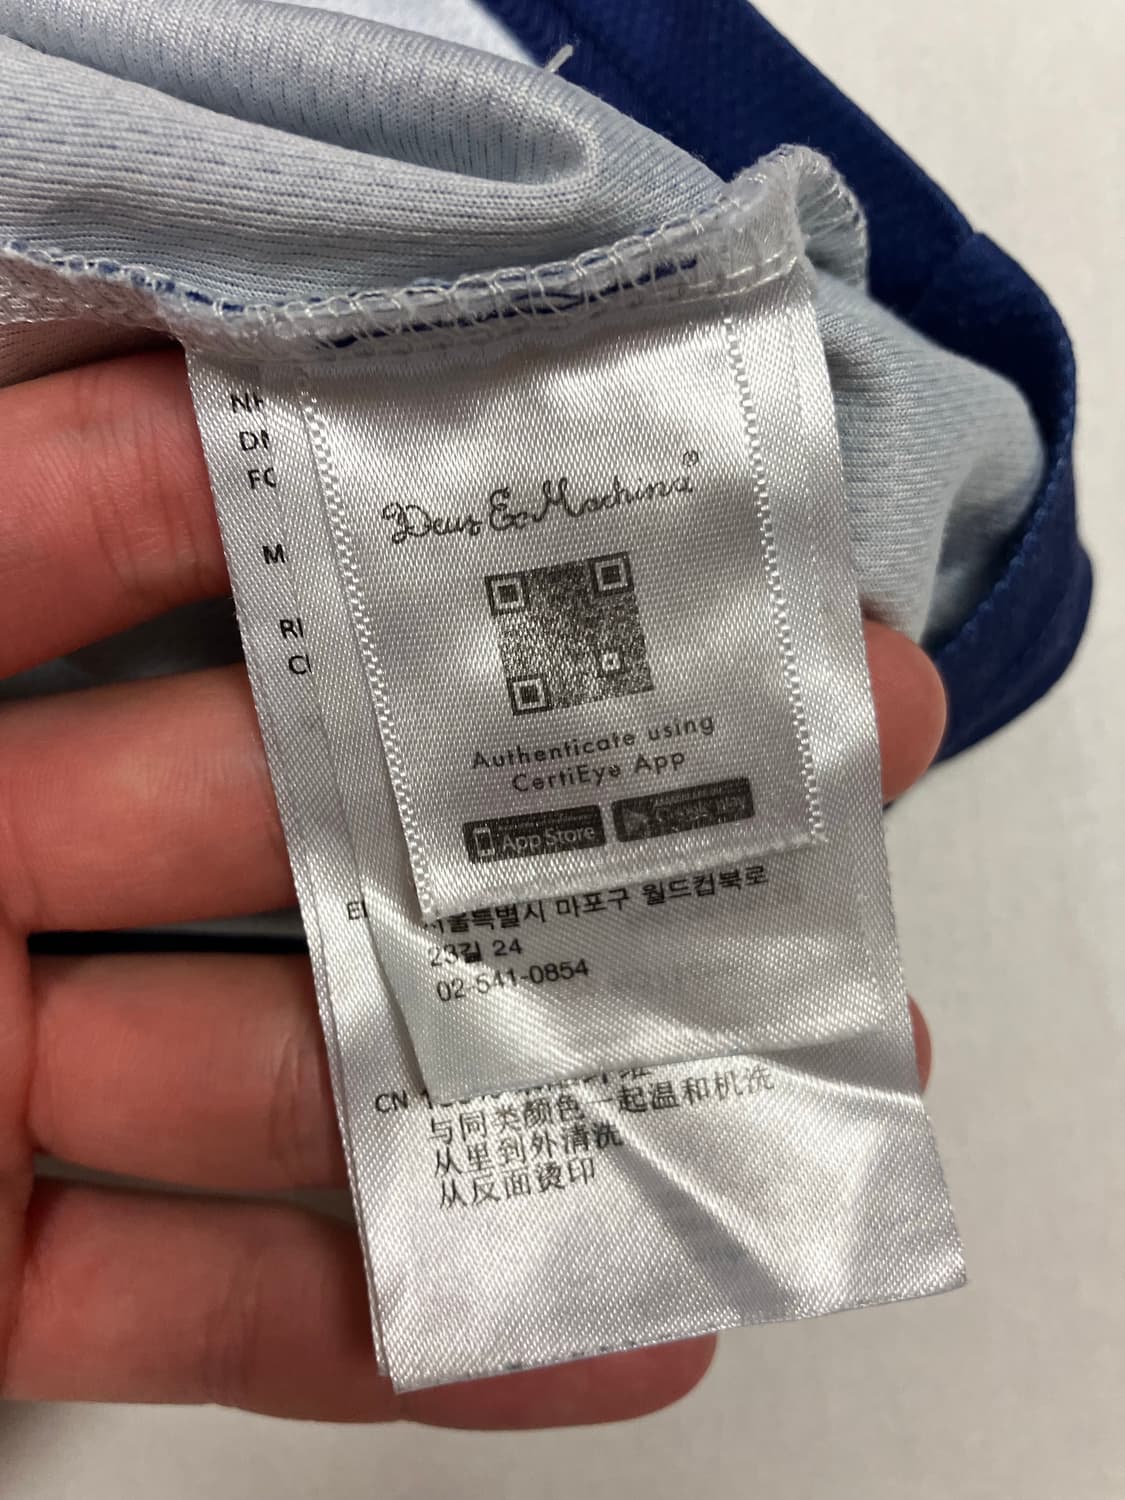 Deus Ex Machina®
Authenticate using
CertiEye App
App Store
Google play
서울특별시 마포구 월드컵북로
23길 24
02-541-0854
CN
与同类颜色一起温和机洗
从里到外清洗
从反面烫印